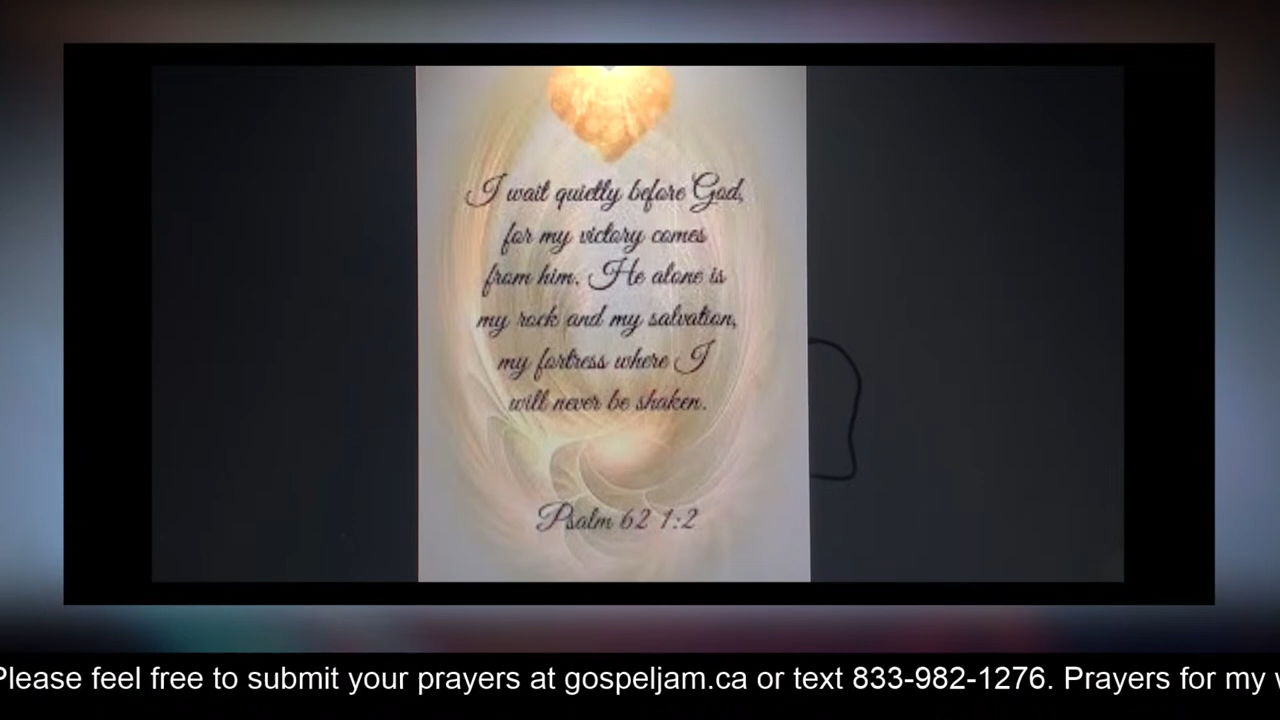 I wait quietly before God,
for my victory comes
from him. He alone is
my rock and my salvation,
my fortress where I
will never be shaken.
Psalm 62 1:2
Please feel free to submit your prayers at gospeljam.ca or text 833-982-1276. Prayers for my